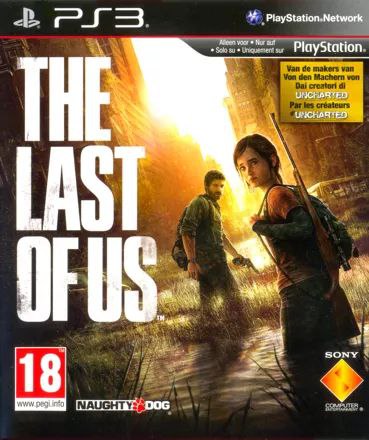 PS3
PlayStation®Network
Alleen voor • Nur auf
• Solo su • Uniquement sur
PlayStation®
Van de makers van
Von den Machern von
Dai creatori di
UNCHARTED
Par les créateurs
d'UNCHARTED
THE
LAST
OF US™
18
www.pegi.info
NAUGHTY DOG
SONY
COMPUTER
ENTERTAINMENT®